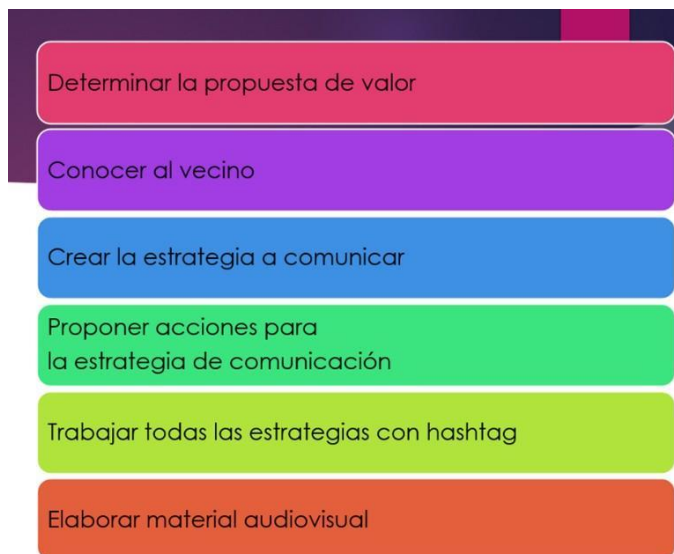 Determinar la propuesta de valor
Conocer al vecino
Crear la estrategia a comunicar
Proponer acciones para
la estrategia de comunicación
Trabajar todas las estrategias con hashtag
Elaborar material audiovisual